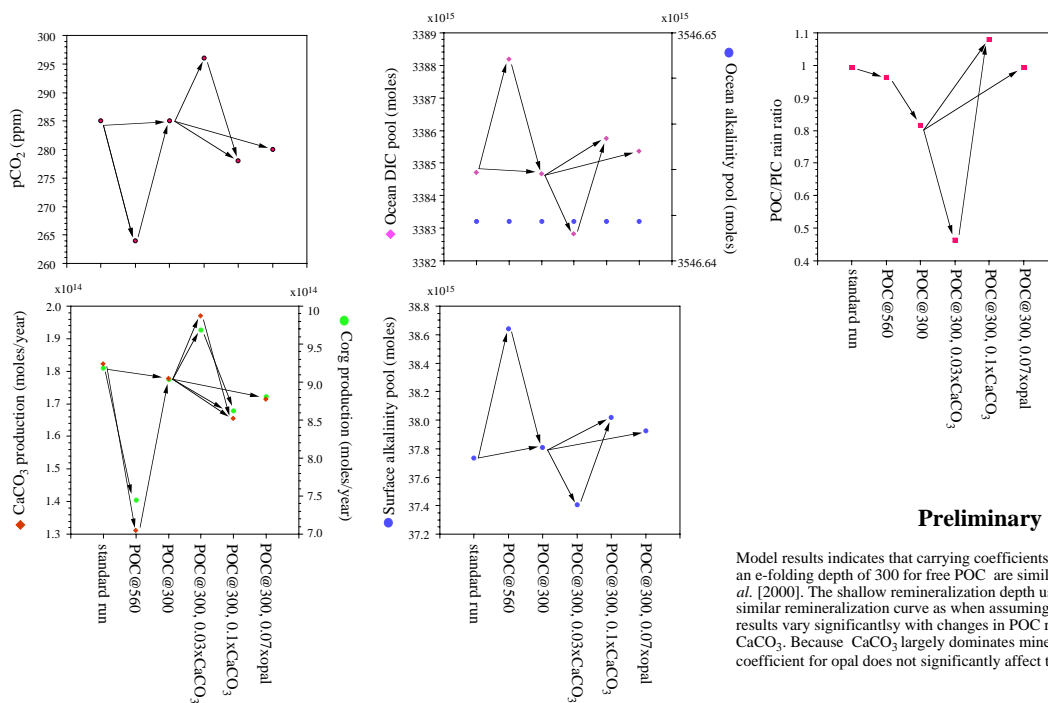 x10¹⁵
x10¹⁵
300
295
290
285
280
275
270
265
260
pCO₂ (ppm)
3389
3388
3387
3386
3385
3384
3383
3382
Ocean DIC pool (moles)
3546.65
3546.64
Ocean alkalinity pool (moles)
1.1
1
0.9
0.8
0.7
0.6
0.5
0.4
POC/PIC rain ratio
standard run
POC@560
POC@300
POC@300, 0.03xCaCO₃
POC@300, 0.1xCaCO₃
POC@300, 0.07xopal
x10¹⁴
x10¹⁴
2.0
1.9
1.8
1.7
1.6
1.5
1.4
1.3
CaCO₃ production (moles/year)
10
9.5
9.0
8.5
8.0
7.5
7.0
Corg production (moles/year)
standard run
POC@560
POC@300
POC@300, 0.03xCaCO₃
POC@300, 0.1xCaCO₃
POC@300, 0.07xopal
x10¹⁵
38.8
38.6
38.4
38.2
38.0
37.8
37.6
37.4
37.2
Surface alkalinity pool (moles)
standard run
POC@560
POC@300
POC@300, 0.03xCaCO₃
POC@300, 0.1xCaCO₃
POC@300, 0.07xopal
Preliminary
Model results indicates that carrying coefficients
an e-folding depth of 300 for free POC are simil
al. [2000]. The shallow remineralization depth u
similar remineralization curve as when assuming
results vary significantlsy with changes in POC r
CaCO₃. Because CaCO₃ largely dominates mine
coefficient for opal does not significantly affect t